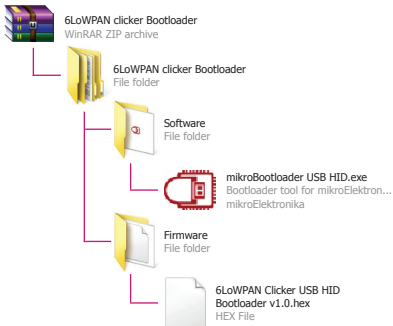 6LoWPAN clicker Bootloader
WinRAR ZIP archive
6LoWPAN clicker Bootloader
File folder
Software
File folder
mikroBootloader USB HID.exe
Bootloader tool for mikroElektron...
mikroElektronika
Firmware
File folder
6LoWPAN Clicker USB HID
Bootloader v1.0.hex
HEX File